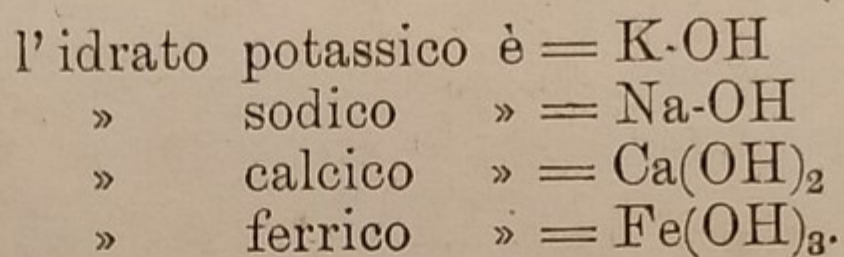 l' idrato potassico è = K-OH
» sodico » = Na-OH
» calcico » = Ca(OH)₂
» ferrico » = Fe(OH)₃.